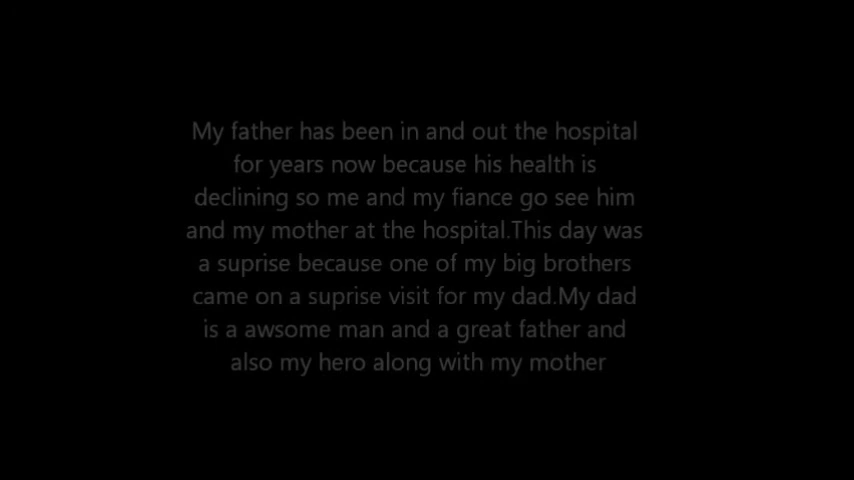 My father has been in and out the hospital
for years now because his health is
declining so me and my fiance go see him
and my mother at the hospital.This day was
a suprise because one of my big brothers
came on a suprise visit for my dad.My dad
is a awsome man and a great father and
also my hero along with my mother